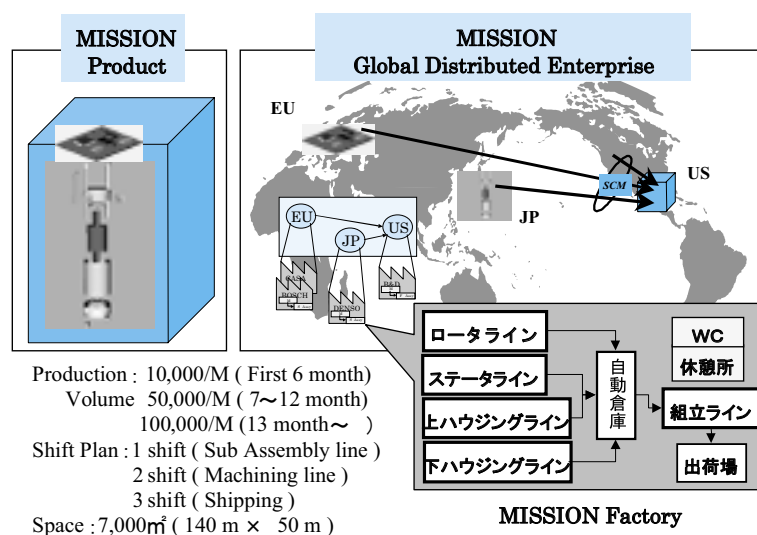 MISSION
Product
MISSION
Global Distributed Enterprise
EU
US
SCM
JP
EU
US
JP
CASA
BOSCH
R&D
DENSO
ロータライン
ステータライン
上ハウジングライン
下ハウジングライン
自動倉庫
WC
休憩所
組立ライン
出荷場
MISSION Factory
Production : 10,000/M ( First 6 month)
Volume 50,000/M ( 7～12 month)
100,000/M (13 month～ )
Shift Plan : 1 shift ( Sub Assembly line )
2 shift ( Machining line )
3 shift ( Shipping )
Space : 7,000㎡ ( 140 m × 50 m )